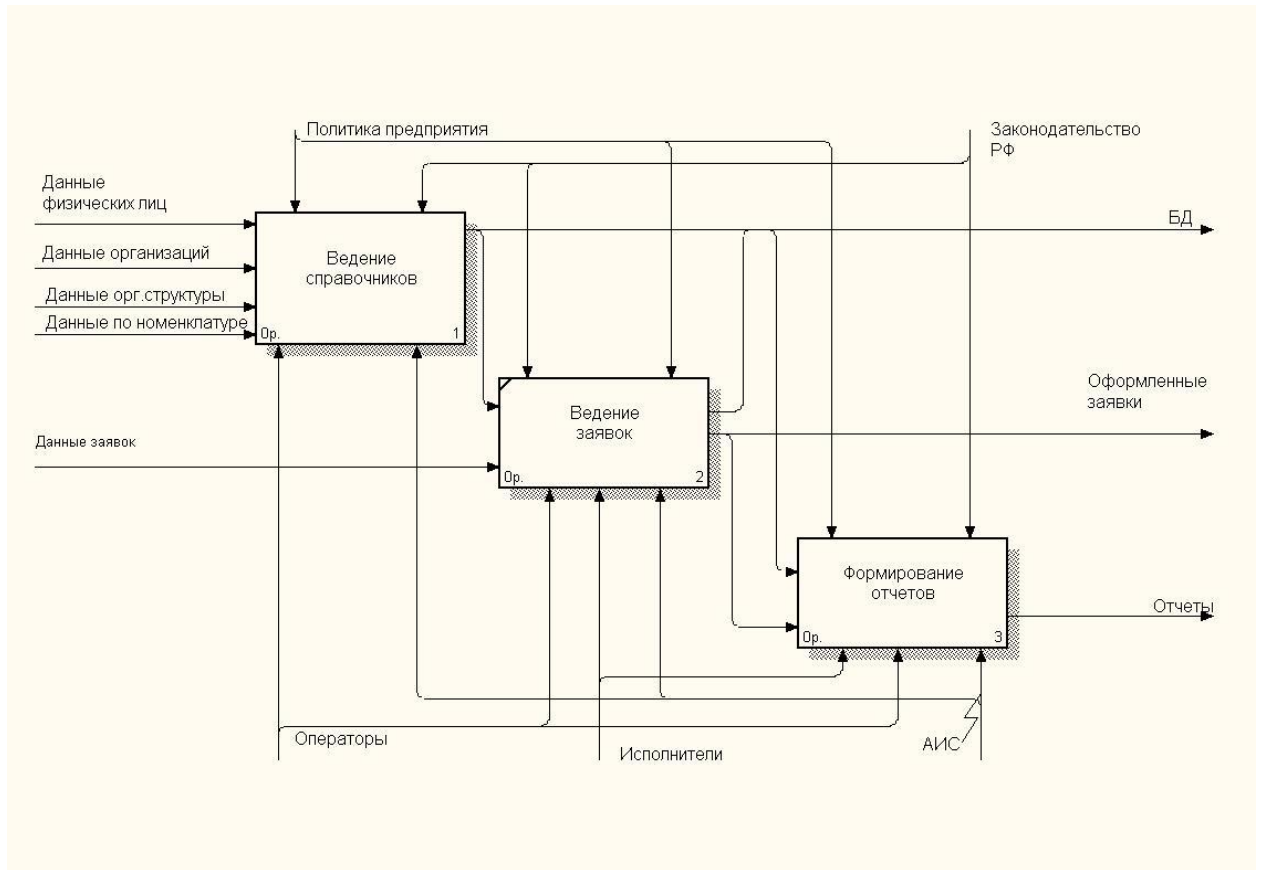 Политика предприятия
Законодательство
РФ
Данные
физических лиц
БД
Данные организаций
Ведение
справочников
Данные орг.структуры
Данные по номенклатуре
0р.
1
Оформленные
заявки
Ведение
заявок
Данные заявок
0р.
2
Формирование
отчетов
Отчеты
0р.
3
Операторы
Исполнители
АИС